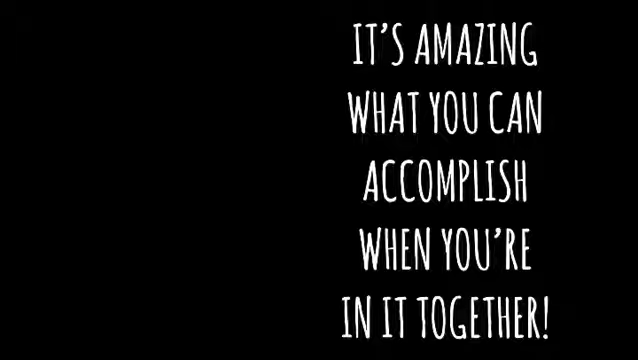 IT'S AMAZING
WHAT YOU CAN
ACCOMPLISH
WHEN YOU'RE
IN IT TOGETHER!